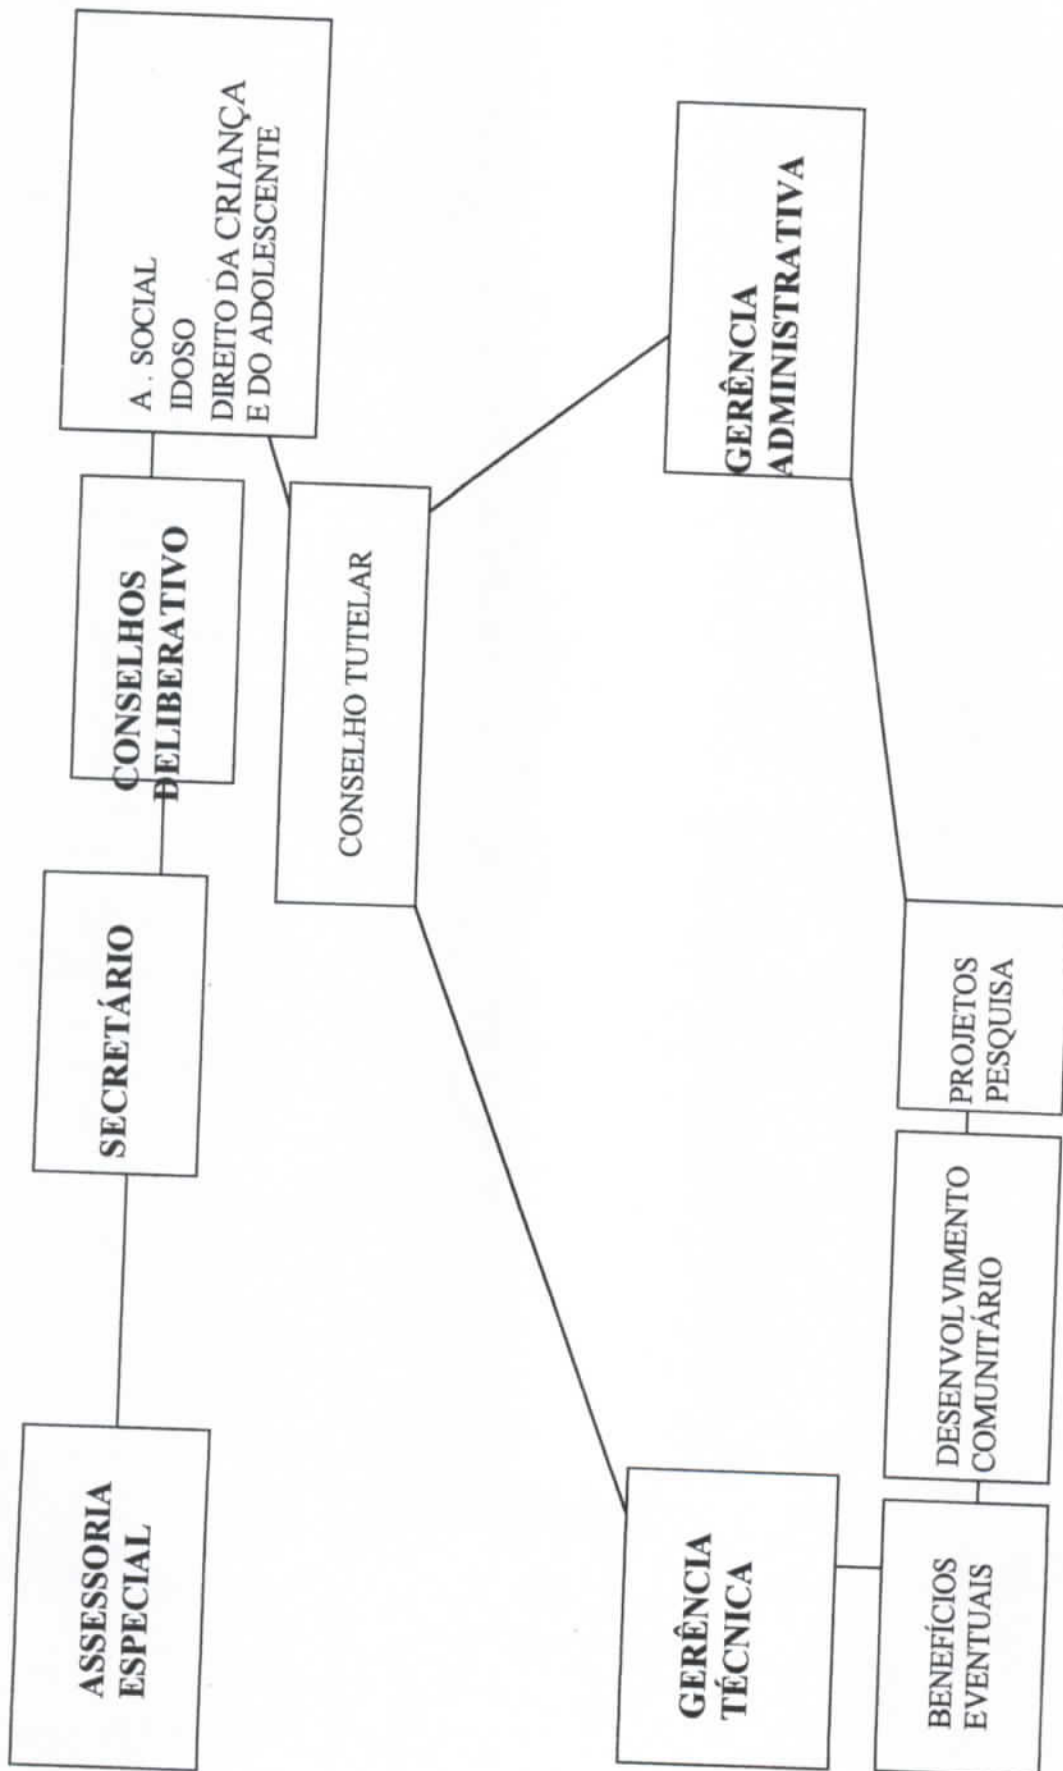 ASSESSORIA
ESPECIAL
SECRETÁRIO
CONSELHOS
DELIBERATIVO
A . SOCIAL
IDOSO
DIREITO DA CRIANÇA
E DO ADOLESCENTE
CONSELHO TUTELAR
GERÊNCIA
TÉCNICA
GERÊNCIA
ADMINISTRATIVA
BENEFÍCIOS
EVENTUAIS
DESENVOLVIMENTO
COMUNITÁRIO
PROJETOS
PESQUISA